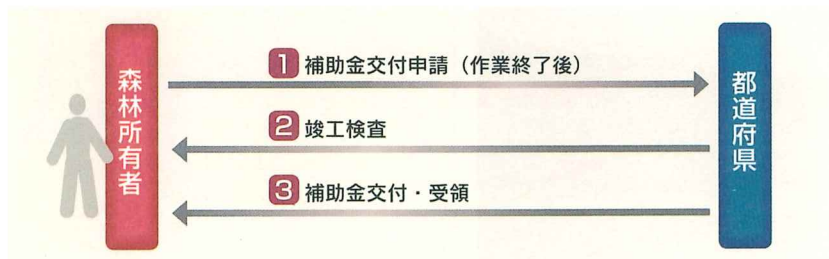 森林所有者
1 補助金交付申請（作業終了後）
2 竣工検査
3 補助金交付・受領
都道府県